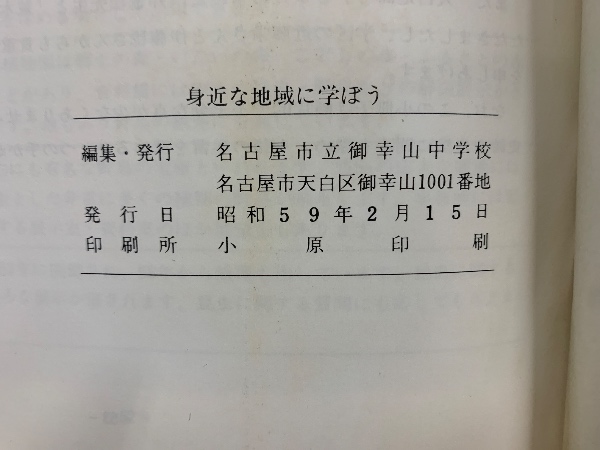 身近な地域に学ぼう
編集・発行 名古屋市立御幸山中学校
名古屋市天白区御幸山1001番地
発行日 昭和59年2月15日
印刷所 小原印刷